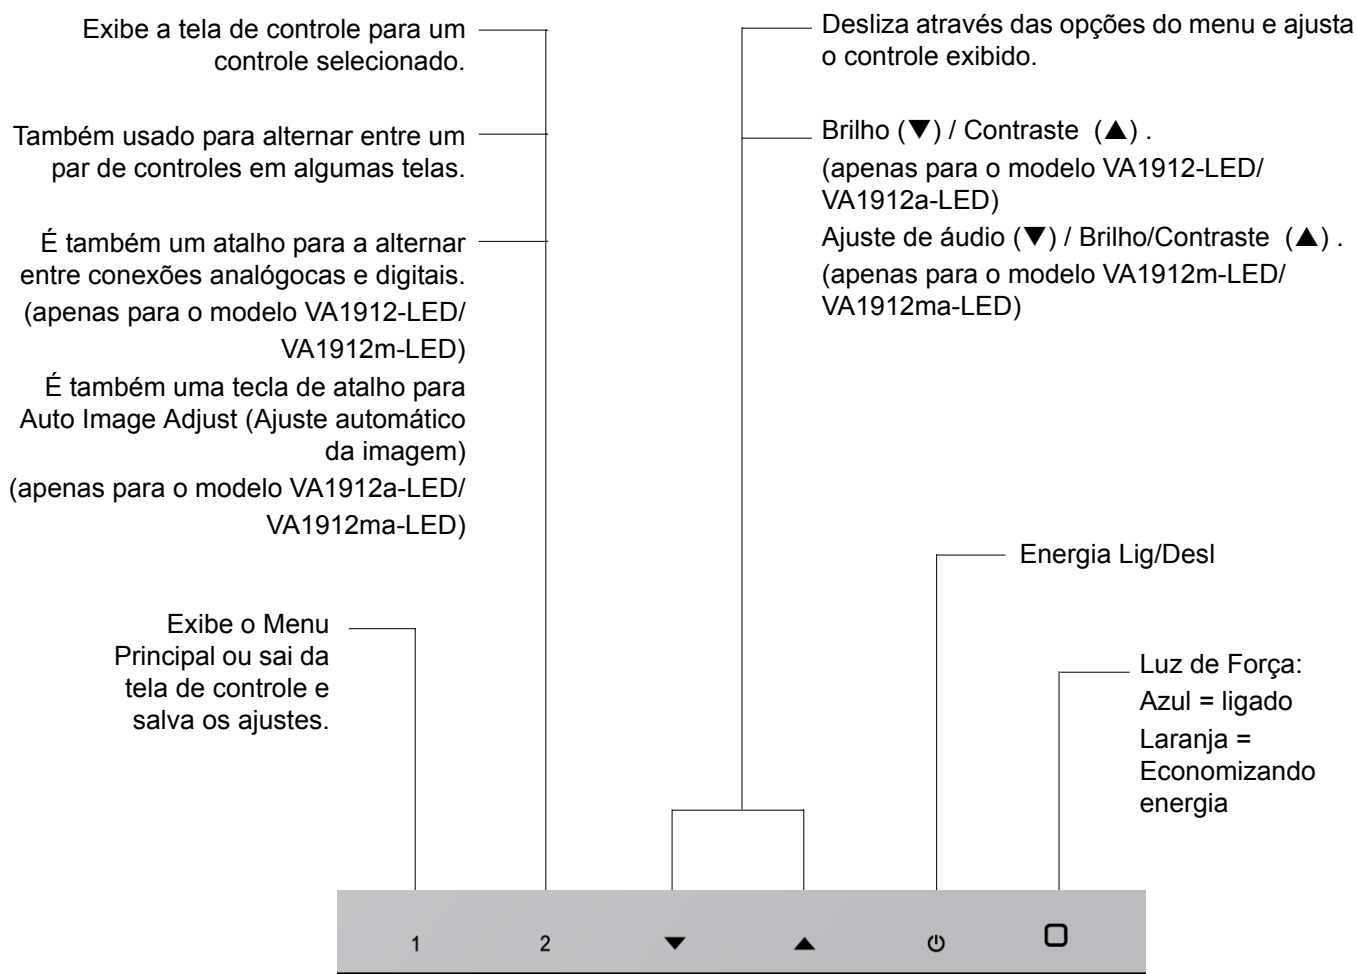 Exibe a tela de controle para um
controle selecionado.
Também usado para alternar entre um
par de controles em algumas telas.
É também um atalho para a alternar
entre conexões analógocas e digitais.
(apenas para o modelo VA1912-LED/
VA1912m-LED)
É também uma tecla de atalho para
Auto Image Adjust (Ajuste automático
da imagem)
(apenas para o modelo VA1912a-LED/
VA1912ma-LED)
Exibe o Menu
Principal ou sai da
tela de controle e
salva os ajustes.
Desliza através das opções do menu e ajusta
o controle exibido.
Brilho (▼) / Contraste (▲) .
(apenas para o modelo VA1912-LED/
VA1912a-LED)
Ajuste de áudio (▼) / Brilho/Contraste (▲) .
(apenas para o modelo VA1912m-LED/
VA1912ma-LED)
Energia Lig/Desl
Luz de Força:
Azul = ligado
Laranja =
Economizando
energia
1 2 ▼ ▲